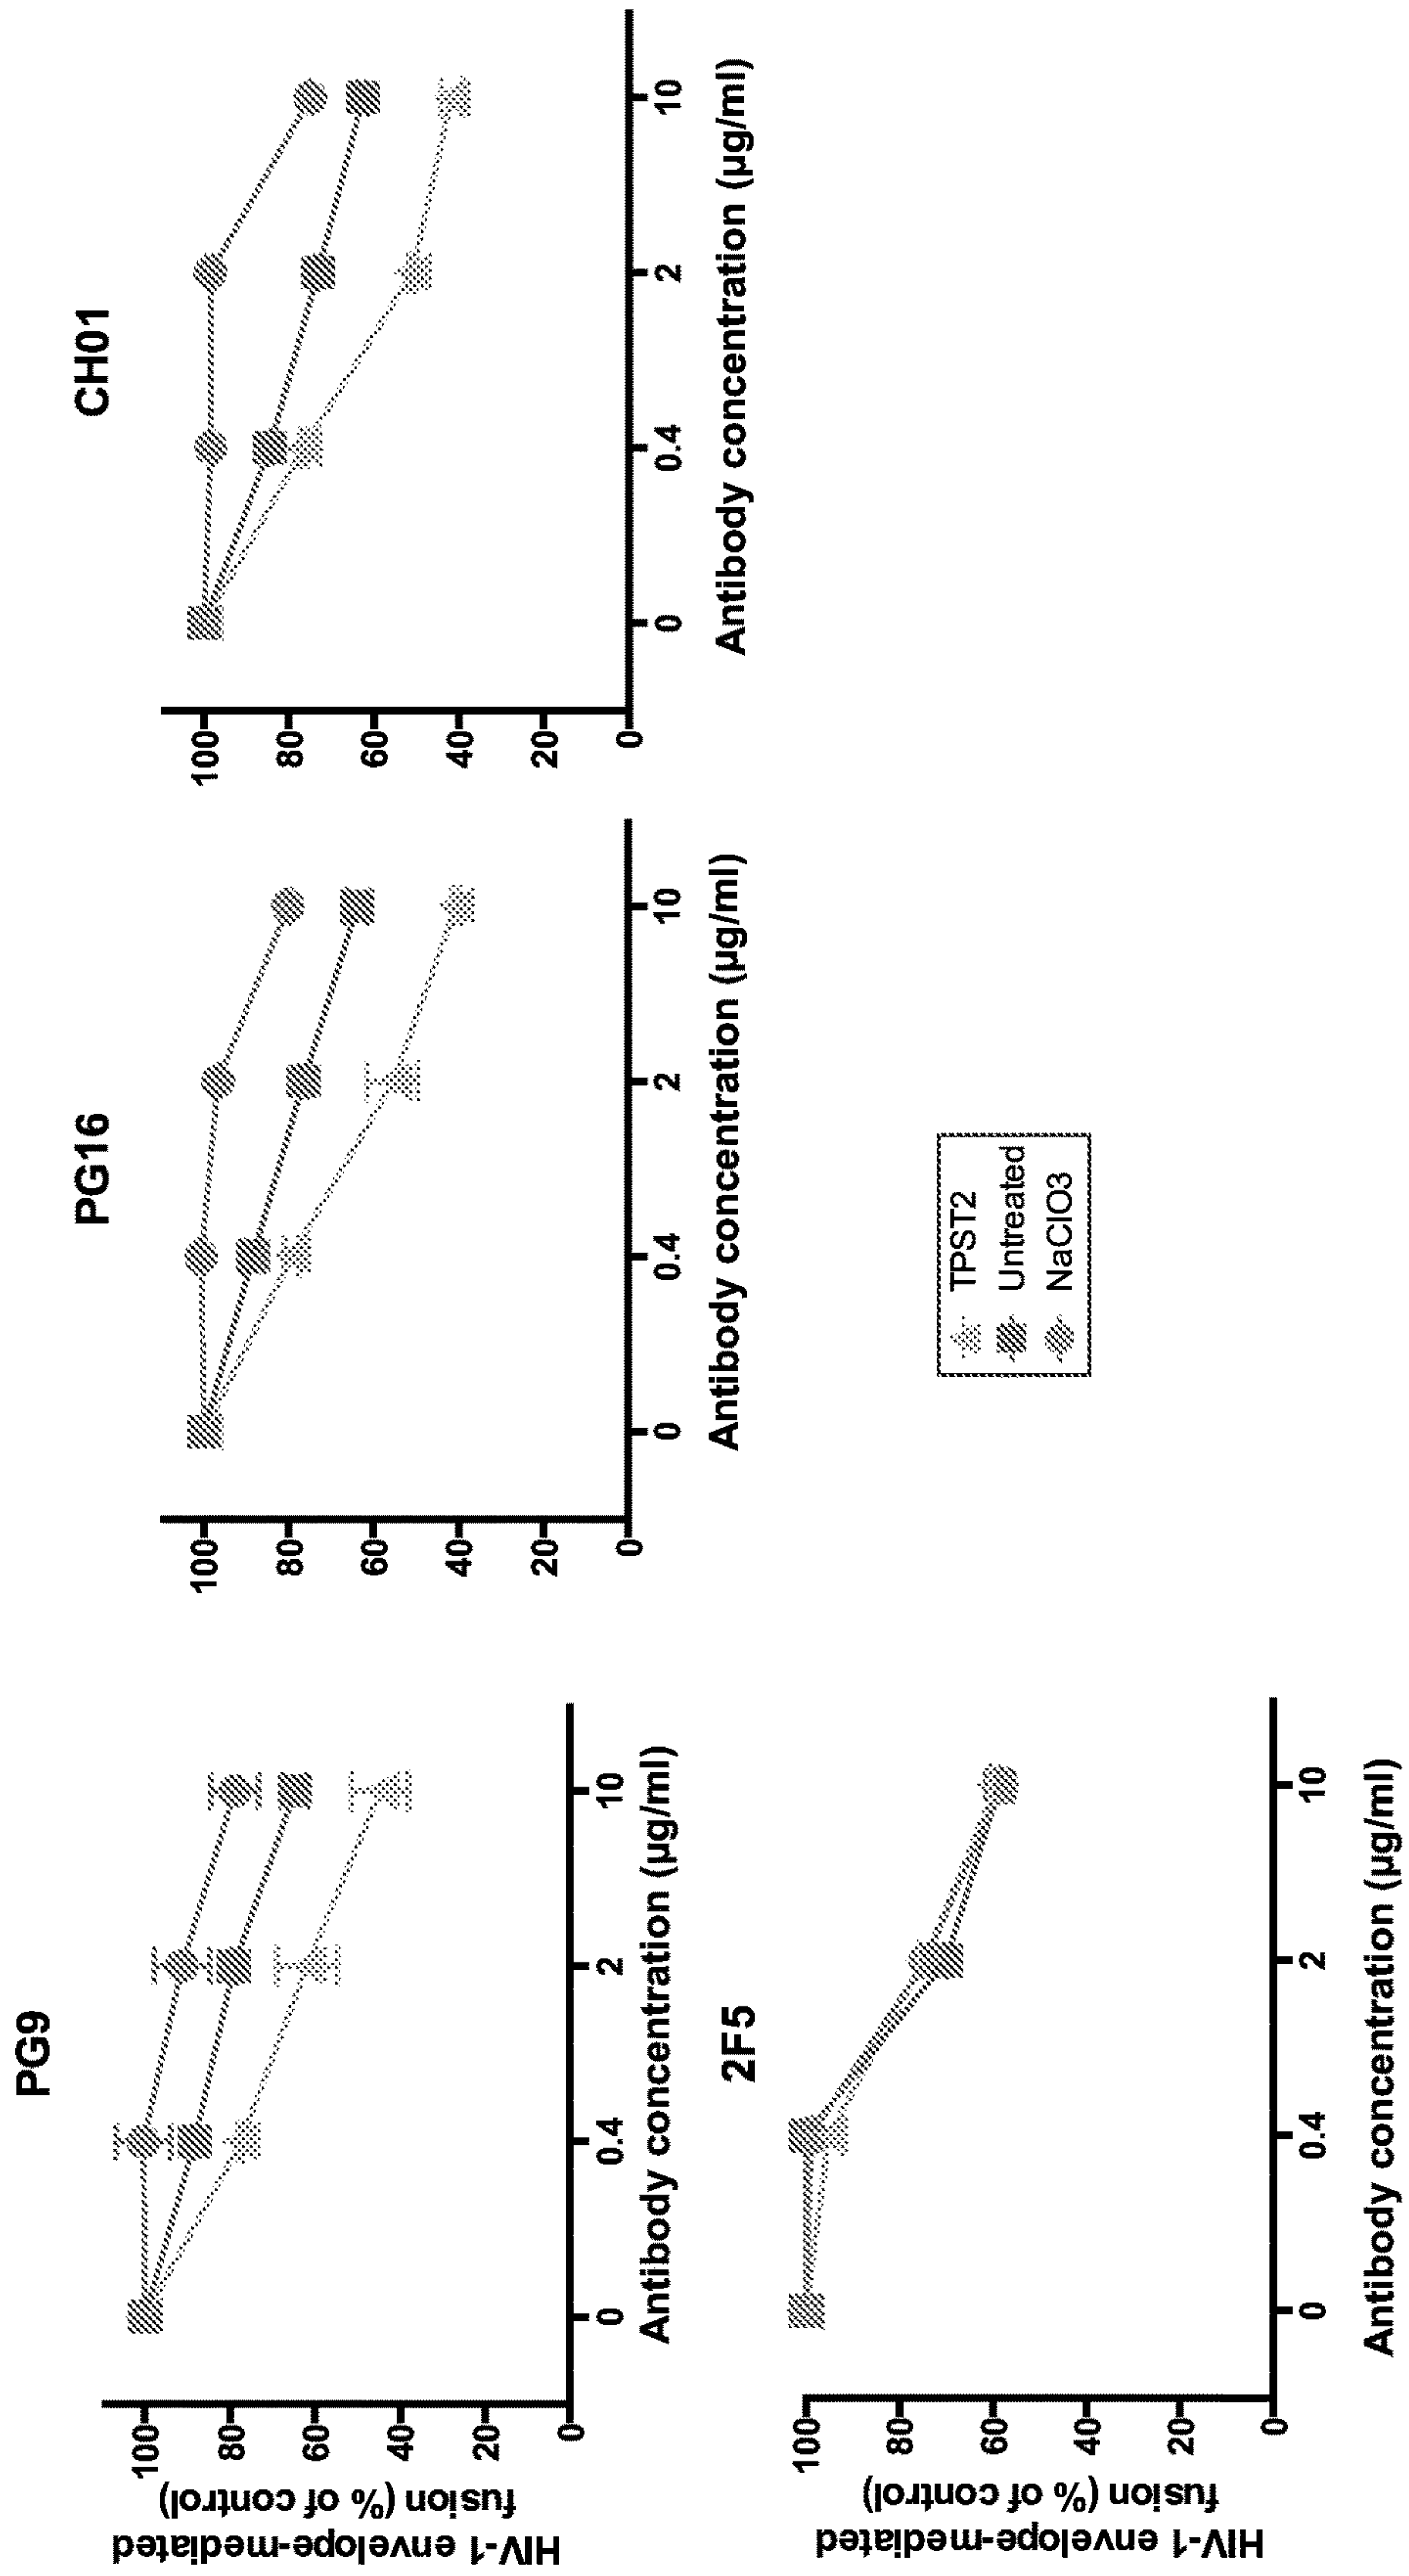 PG9
HIV-1 envelope-mediated
fusion (% of control)
100
80
60
40
20
0
0
0.4
2
10
Antibody concentration (µg/ml)
PG16
100
80
60
40
20
0
0
0.4
2
10
Antibody concentration (µg/ml)
CH01
100
80
60
40
20
0
0
0.4
2
10
Antibody concentration (µg/ml)
2F5
HIV-1 envelope-mediated
fusion (% of control)
100
80
60
40
20
0
0
0.4
2
10
Antibody concentration (µg/ml)
TPST2
Untreated
NaClO3